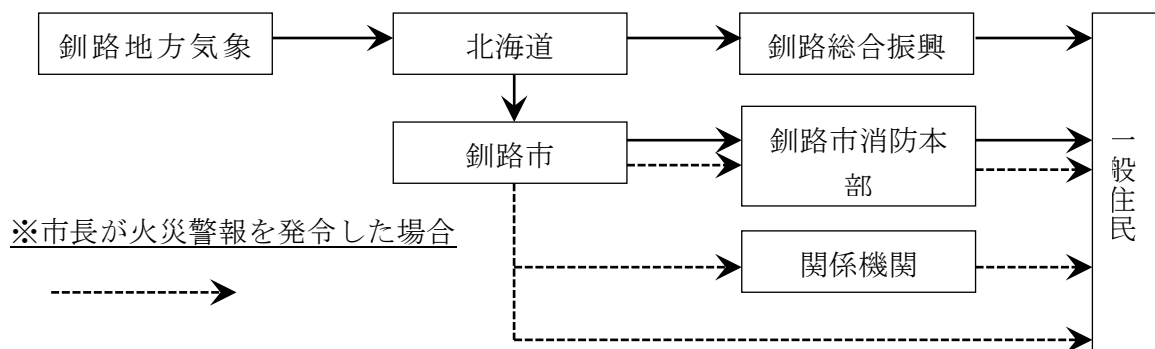 釧路地方気象
北海道
釧路総合振興
釧路市
釧路市消防本
部
一般住民
※市長が火災警報を発令した場合
関係機関